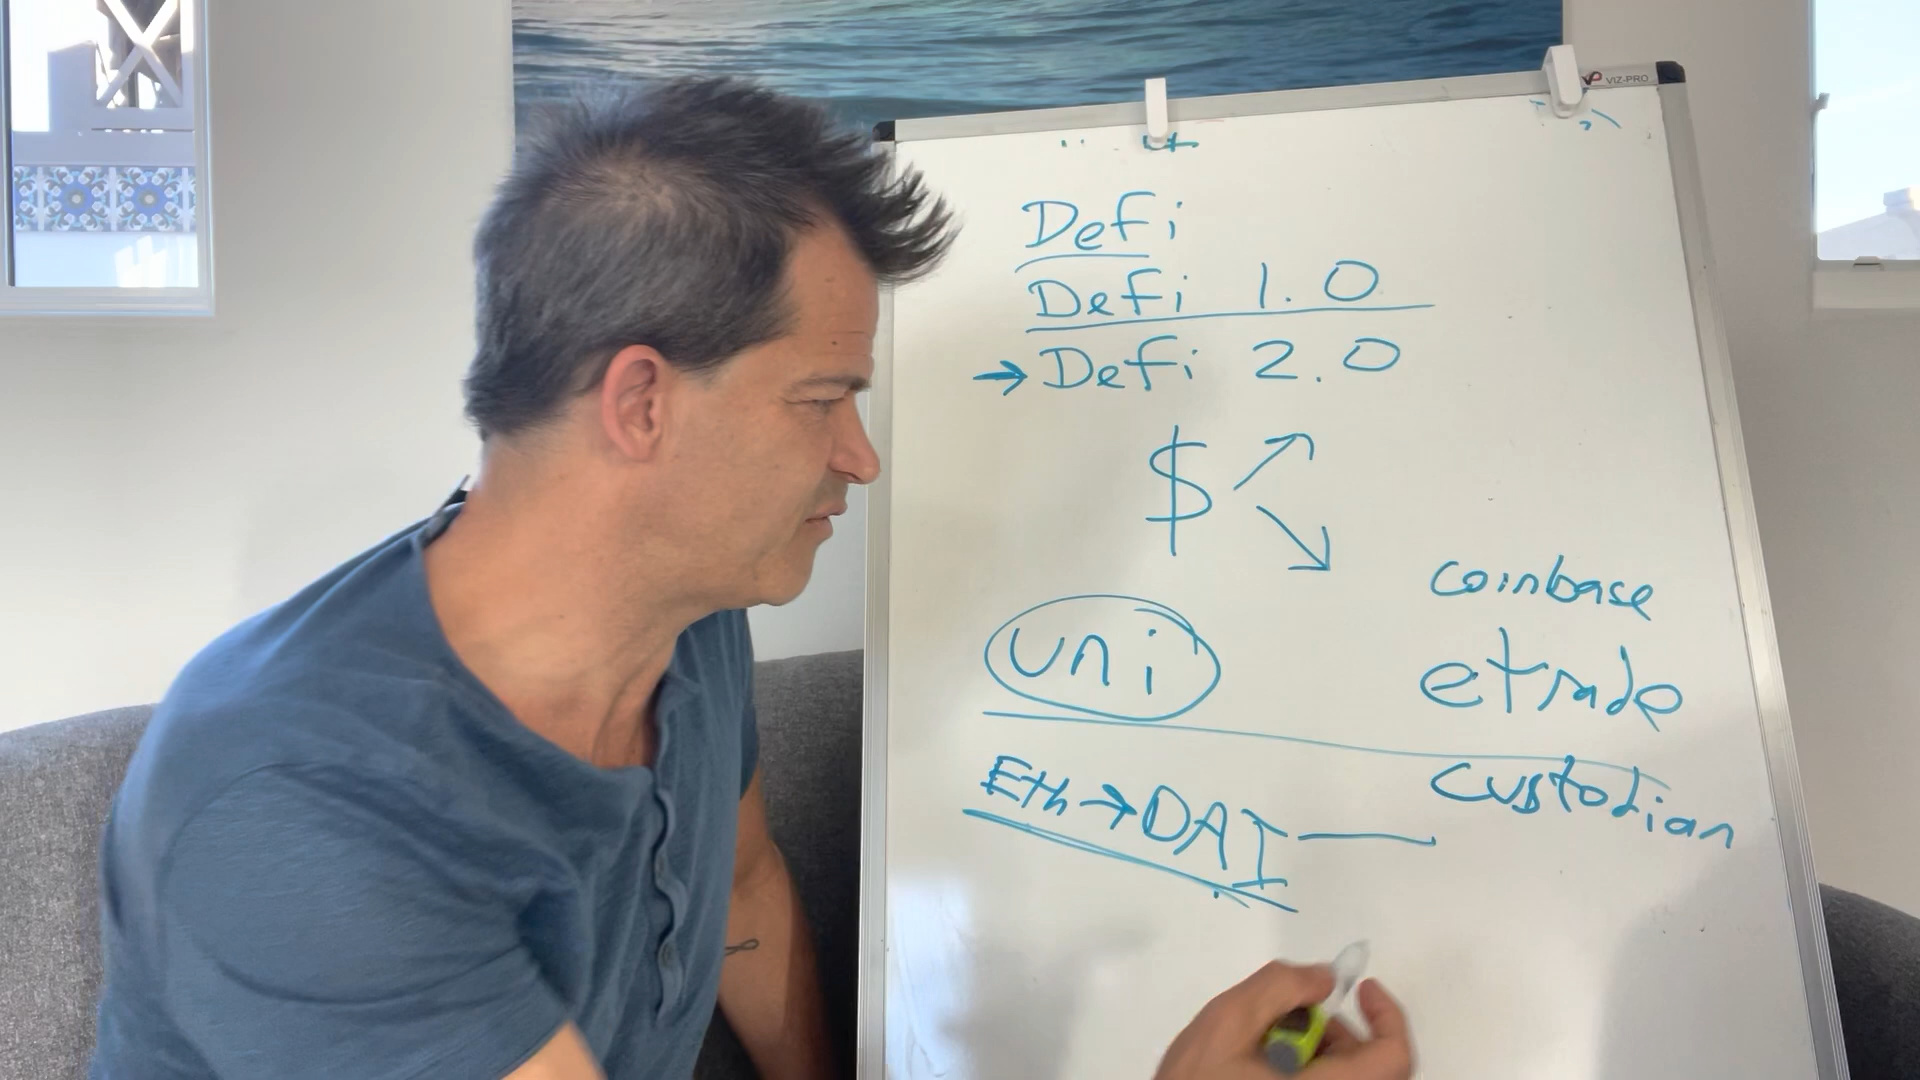 VIZ-PRO
Defi
Defi 1.0
→ Defi 2.0
$
coinbase
uni
etrade
Eth → DAI
custodian